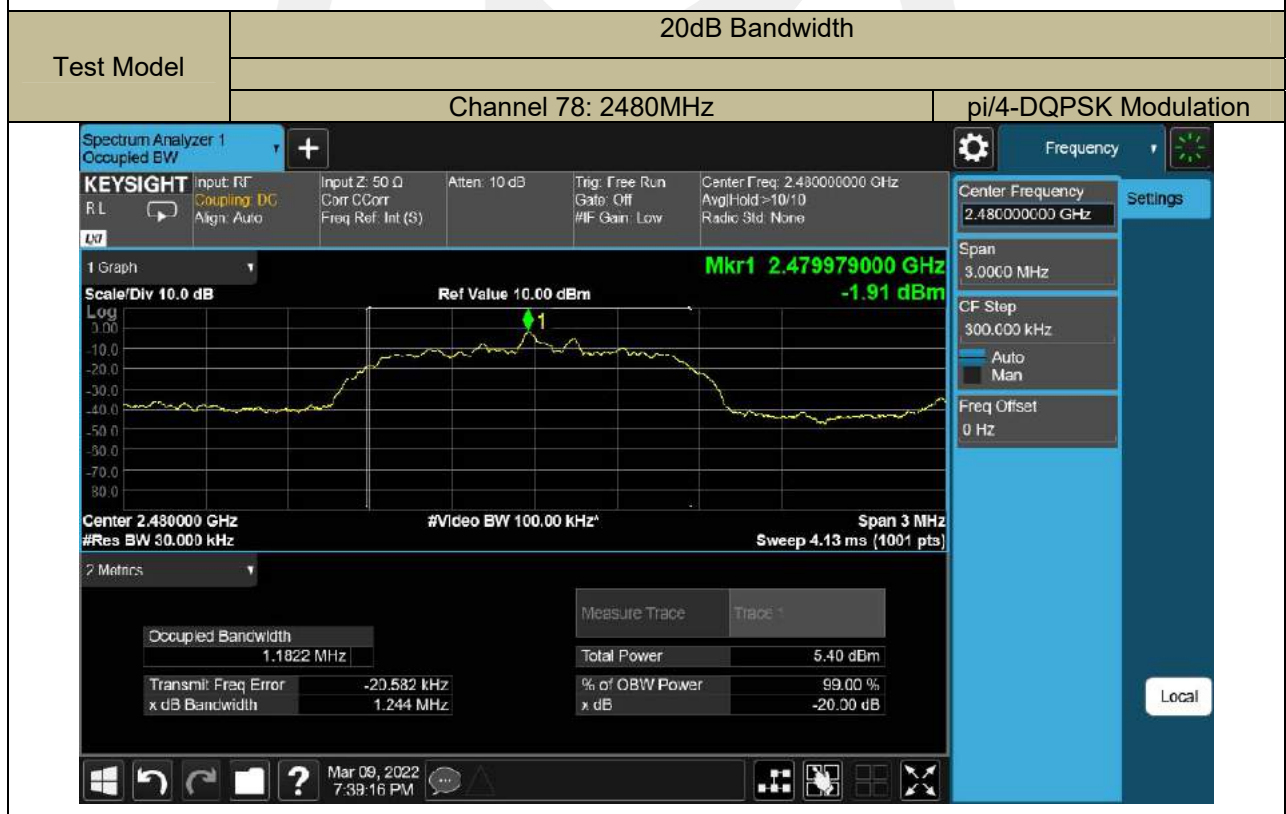 20dB Bandwidth
Test Model
Channel 78: 2480MHz pi/4-DQPSK Modulation
Spectrum Analyzer 1
Occupied BW
+
Frequency
KEYSIGHT Input: RF Input Z: 50 Ω Atten: 10 dB Trig: Free Run Center Freq: 2.480000000 GHz
RL Coupling: DC Corr CCorr Gate: Off Avg|Hold >10/10
Align: Auto Freq Ref: Int (S) #IF Gain: Low Radio Std: None
LXI
Center Frequency
2.480000000 GHz
Settings
Span
3.0000 MHz
CF Step
300.000 kHz
Auto
Man
Freq Offset
0 Hz
Local
1 Graph
Mkr1 2.479979000 GHz
-1.91 dBm
Scale/Div 10.0 dB Ref Value 10.00 dBm
Log
0.00
1
-10.0
-20.0
-30.0
-40.0
-50.0
-60.0
-70.0
80.0
Center 2.480000 GHz #Video BW 100.00 kHz* Span 3 MHz
#Res BW 30.000 kHz Sweep 4.13 ms (1001 pts)
2 Metrics
Measure Trace Trace 1
Occupied Bandwidth
1.1822 MHz Total Power 5.40 dBm
Transmit Freq Error -20.582 kHz % of OBW Power 99.00 %
x dB Bandwidth 1.244 MHz x dB -20.00 dB
? Mar 09, 2022
7:39:16 PM